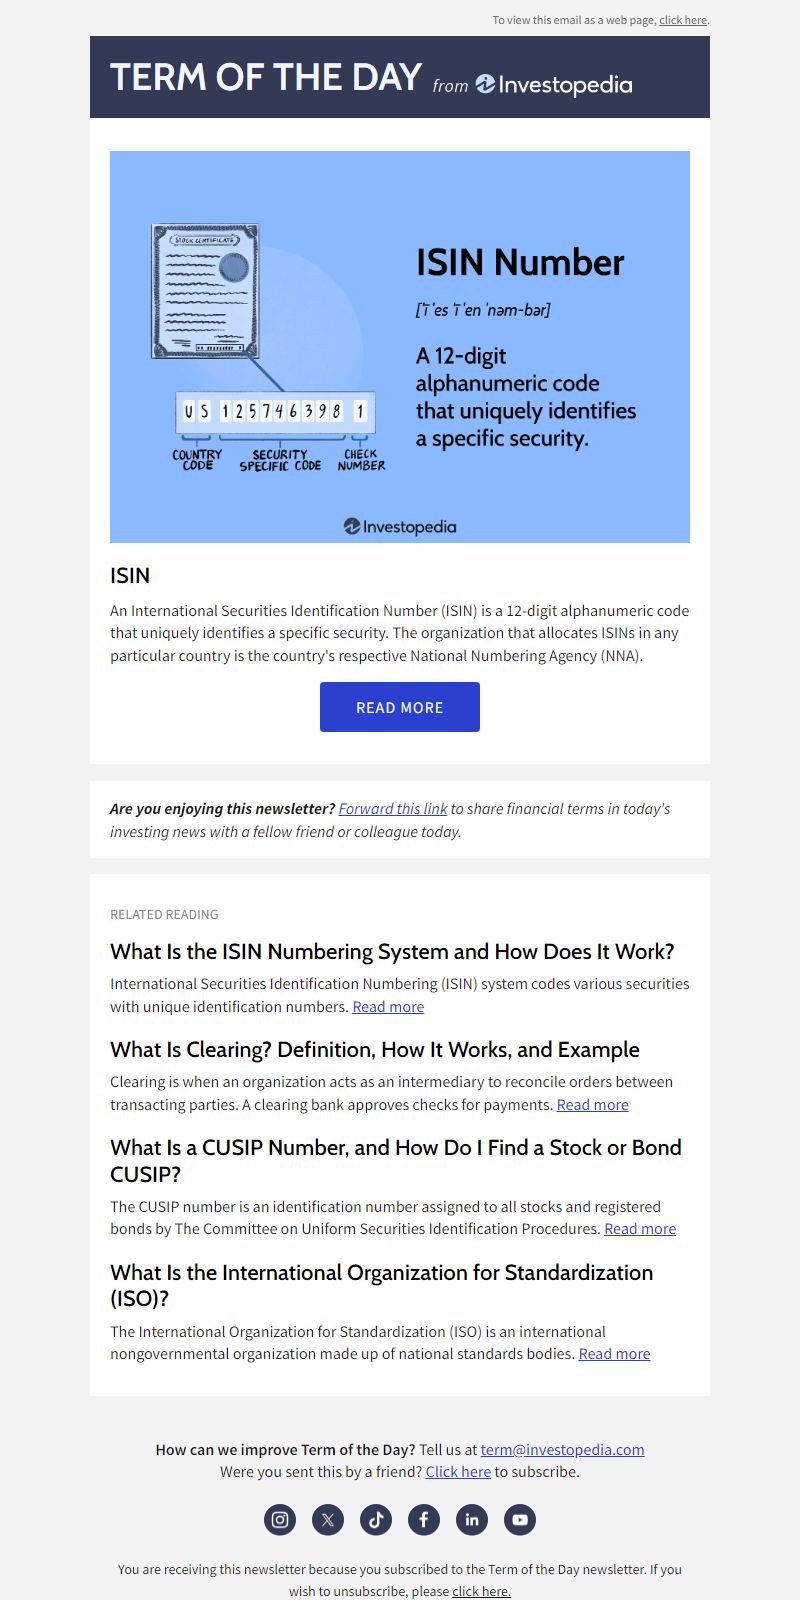 To view this email as a web page, click here.
TERM OF THE DAY from Investopedia
STOCK CERTIFICATE
ISIN Number
['ī 'es 'ī 'en 'nəm-bər]
A 12-digit
alphanumeric code
that uniquely identifies
a specific security.
US 125746398 1
COUNTRY CODE
SECURITY SPECIFIC CODE
CHECK NUMBER
Investopedia
ISIN
An International Securities Identification Number (ISIN) is a 12-digit alphanumeric code
that uniquely identifies a specific security. The organization that allocates ISINs in any
particular country is the country's respective National Numbering Agency (NNA).
READ MORE
Are you enjoying this newsletter? Forward this link to share financial terms in today's
investing news with a fellow friend or colleague today.
RELATED READING
What Is the ISIN Numbering System and How Does It Work?
International Securities Identification Numbering (ISIN) system codes various securities
with unique identification numbers. Read more
What Is Clearing? Definition, How It Works, and Example
Clearing is when an organization acts as an intermediary to reconcile orders between
transacting parties. A clearing bank approves checks for payments. Read more
What Is a CUSIP Number, and How Do I Find a Stock or Bond
CUSIP?
The CUSIP number is an identification number assigned to all stocks and registered
bonds by The Committee on Uniform Securities Identification Procedures. Read more
What Is the International Organization for Standardization
(ISO)?
The International Organization for Standardization (ISO) is an international
nongovernmental organization made up of national standards bodies. Read more
How can we improve Term of the Day? Tell us at term@investopedia.com
Were you sent this by a friend? Click here to subscribe.
You are receiving this newsletter because you subscribed to the Term of the Day newsletter. If you
wish to unsubscribe, please click here.